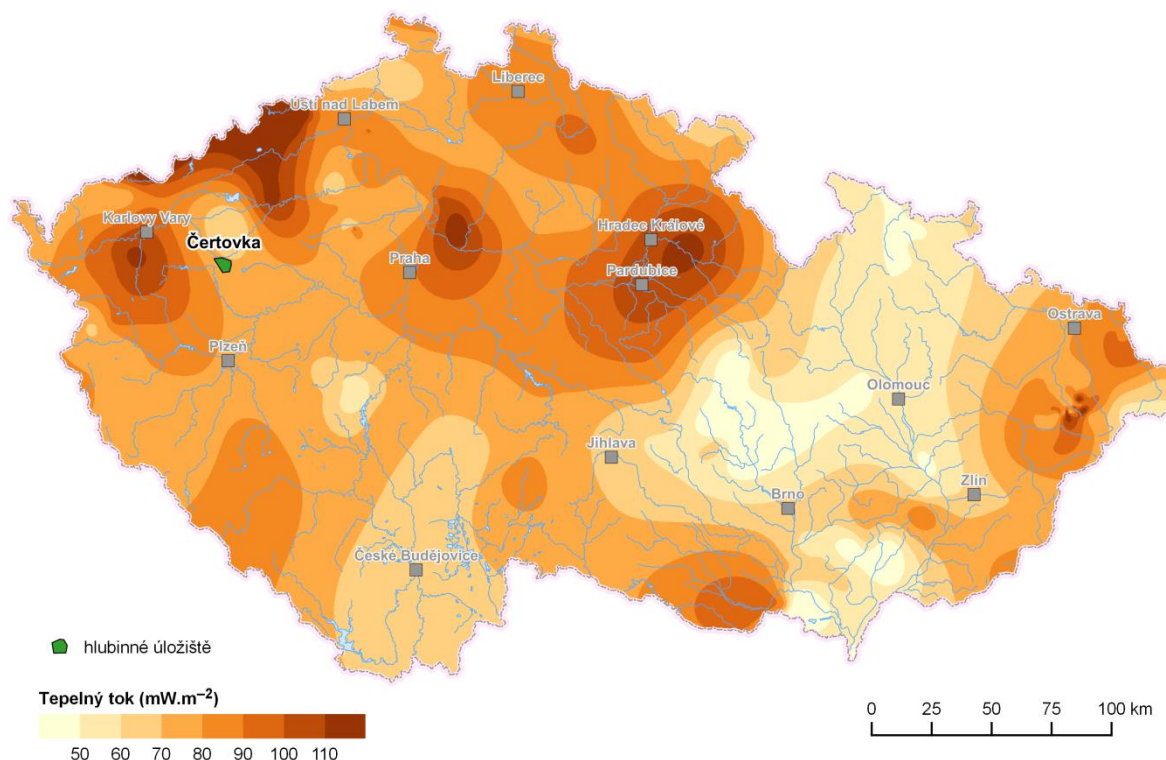 Liberec
Ústí nad Labem
Karlovy Vary
Čertovka
Hradec Králové
Praha
Pardubice
Ostrava
Plzeň
Olomouc
Jihlava
Zlín
Brno
České Budějovice
hlubinné úložiště
Tepelný tok (mW.m⁻²)
50 60 70 80 90 100 110
0 25 50 75 100 km